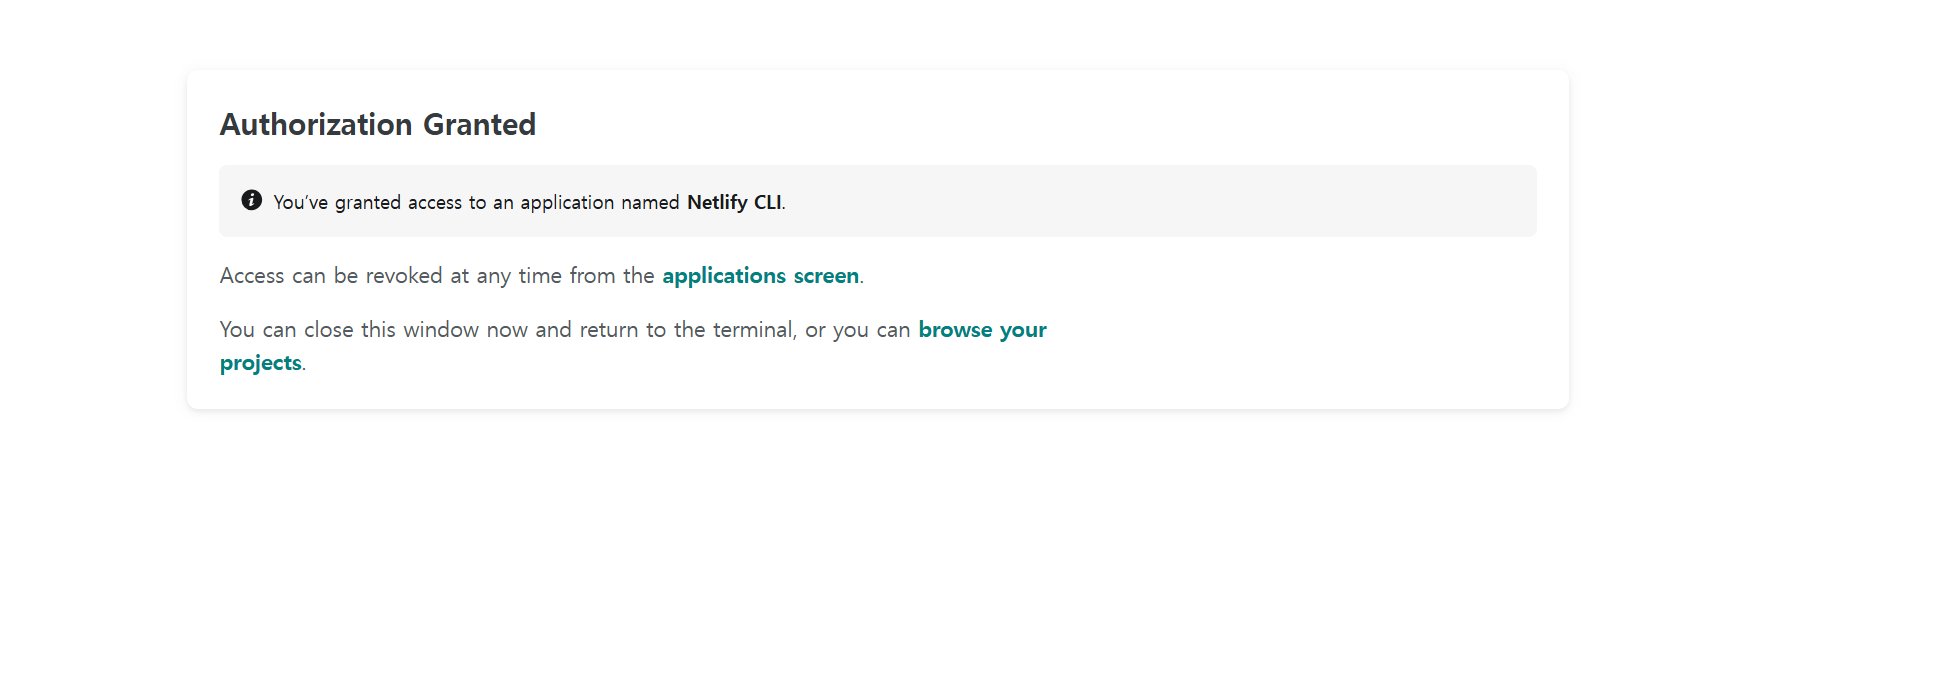 Authorization Granted
You’ve granted access to an application named Netlify CLI.
Access can be revoked at any time from the applications screen.
You can close this window now and return to the terminal, or you can browse your
projects.